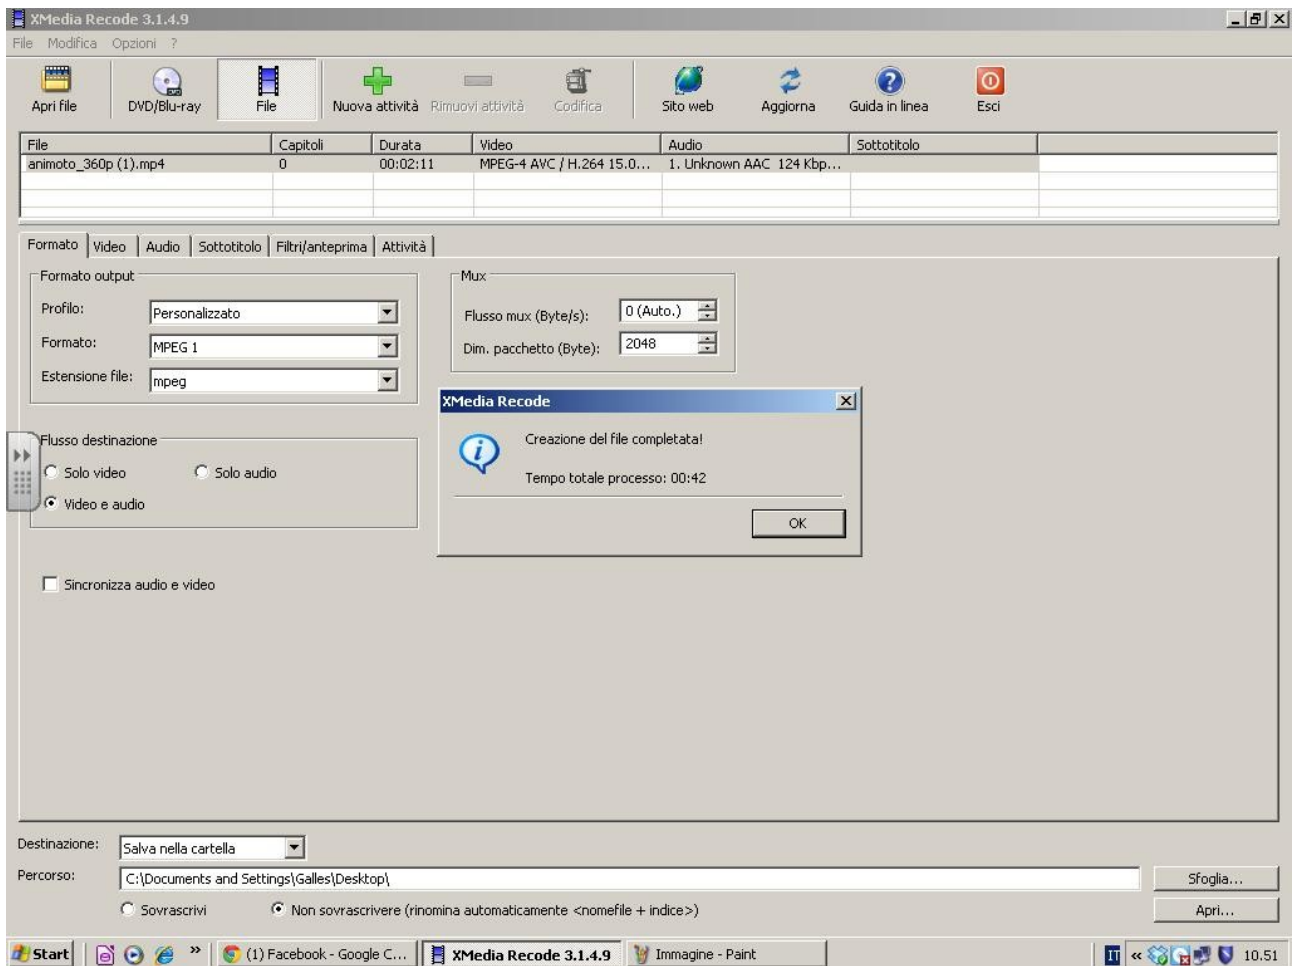 XMedia Recode 3.1.4.9
File Modifica Opzioni ?
Apri file DVD/Blu-ray File Nuova attività Rimuovi attività Codifica Sito web Aggiorna Guida in linea Esci
File Capitoli Durata Video Audio Sottotitolo
animoto_360p (1).mp4 0 00:02:11 MPEG-4 AVC / H.264 15.0... 1. Unknown AAC 124 Kbp...
Formato Video Audio Sottotitolo Filtri/anteprima Attività
Formato output
Profilo: Personalizzato
Formato: MPEG 1
Estensione file: mpeg
Mux
Flusso mux (Byte/s): 0 (Auto.)
Dim. pacchetto (Byte): 2048
XMedia Recode
Creazione del file completata!
Tempo totale processo: 00:42
OK
Flusso destinazione
Solo video Solo audio
Video e audio
Sincronizza audio e video
Destinazione: Salva nella cartella
Percorso: C:\Documents and Settings\Galles\Desktop\ Sfoglia...
Sovrascrivi Non sovrascrivere (rinomina automaticamente <nomefile + indice>) Apri...
Start » (1) Facebook - Google C... XMedia Recode 3.1.4.9 Immagine - Paint IT « 10.51